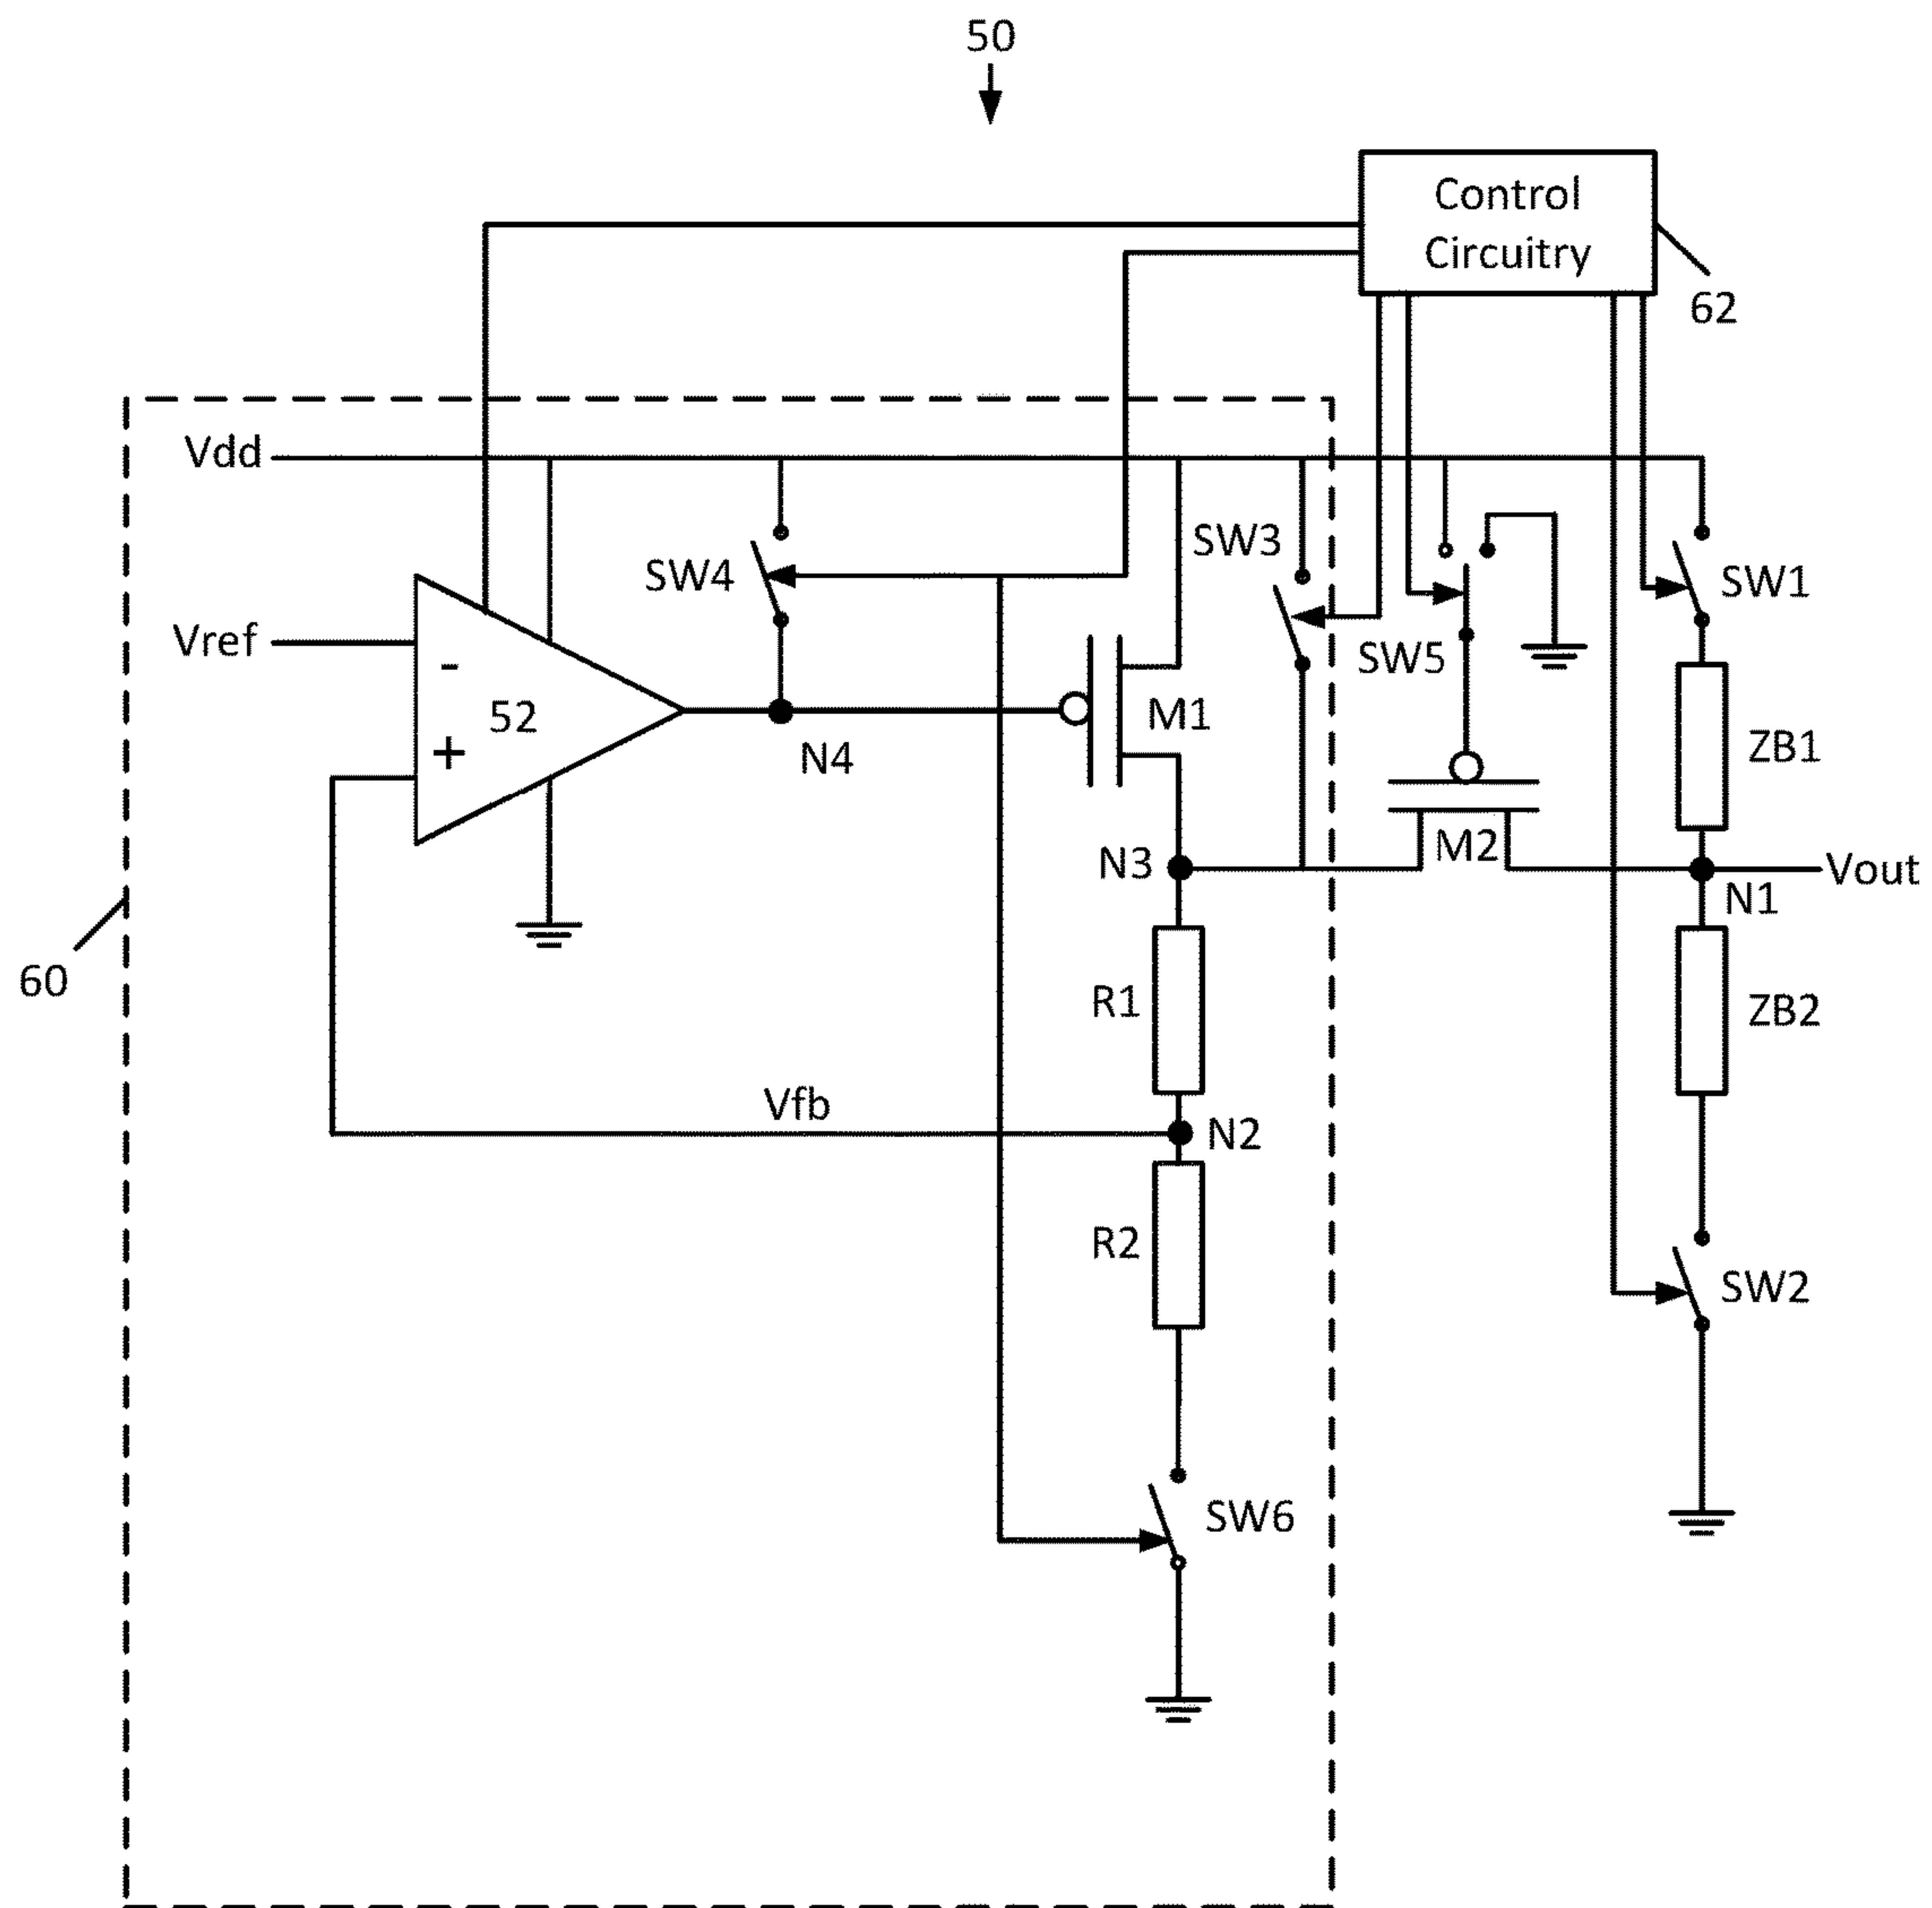 50
Control
Circuitry
62
Vdd
SW3
SW4
SW1
Vref
-
SW5
52
M1
ZB1
+
N4
M2
N3
Vout
N1
60
R1
ZB2
Vfb
N2
R2
SW2
SW6